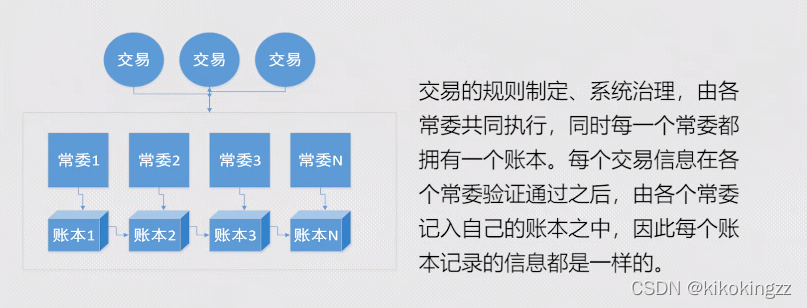 交易 交易 交易
常委1 常委2 常委3 常委N
账本1 账本2 账本3 账本N
交易的规则制定、系统治理，由各
常委共同执行，同时每一个常委都
拥有一个账本。每个交易信息在各
个常委验证通过之后，由各个常委
记入自己的账本之中，因此每个账
本记录的信息都是一样的。
CSDN @kikokingzz